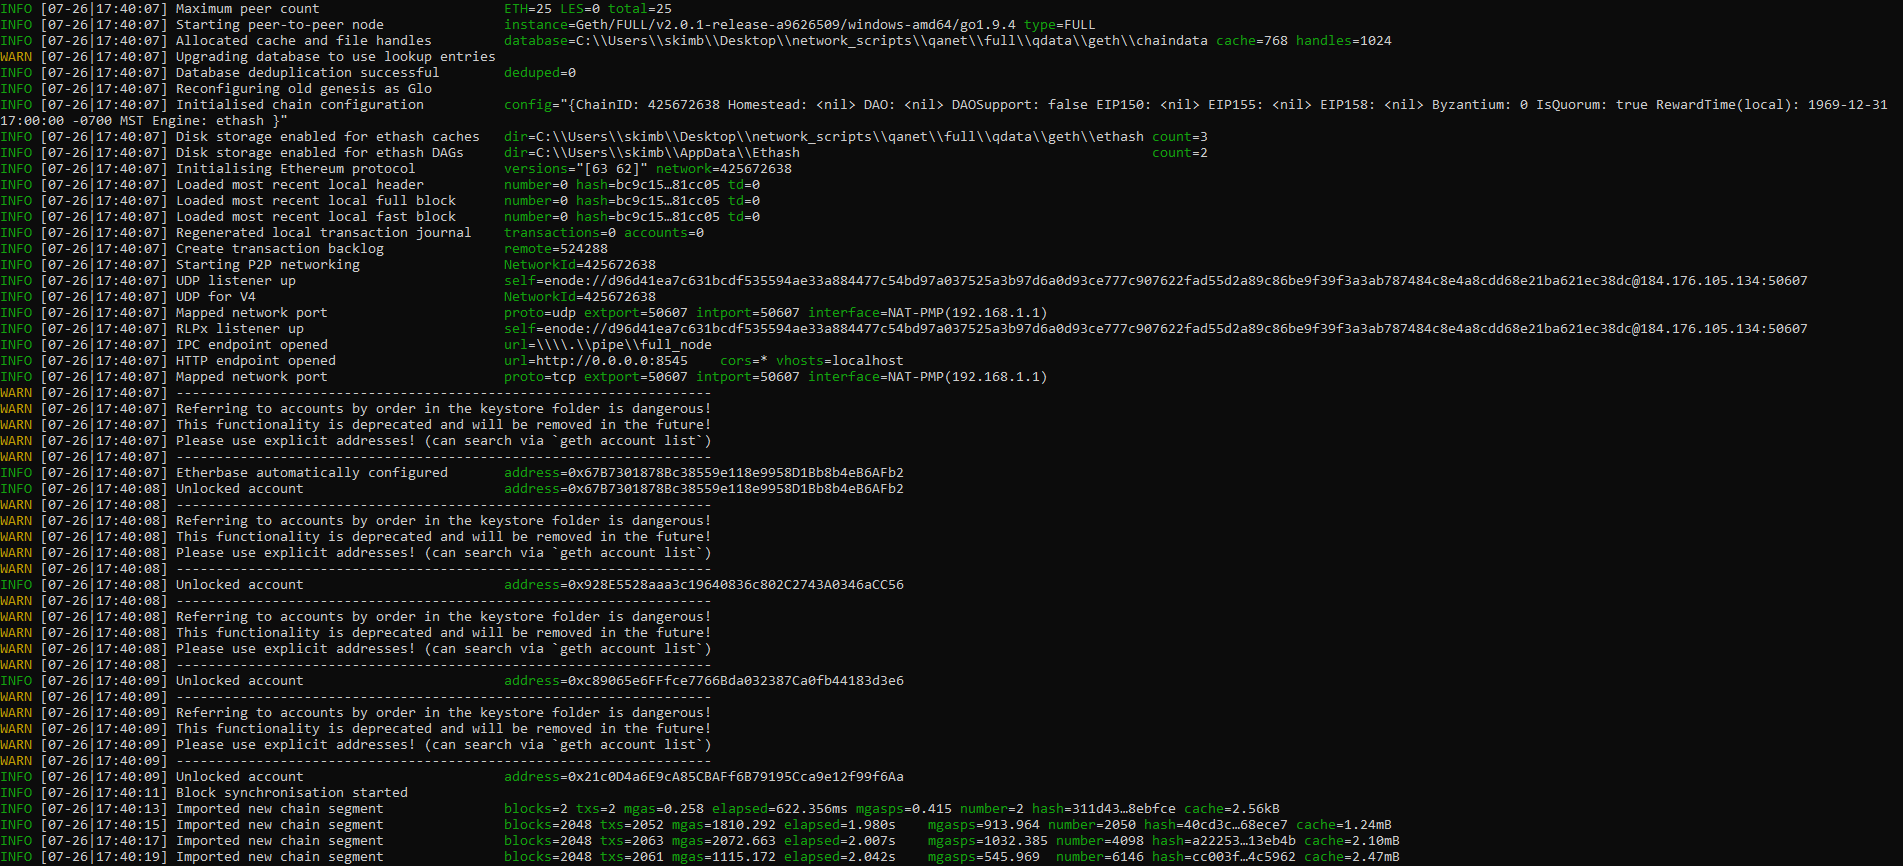 INFO [07-26|17:40:07] Maximum peer count                       ETH=25 LES=0 total=25
INFO [07-26|17:40:07] Starting peer-to-peer node               instance=Geth/FULL/v2.0.1-release-a9626509/windows-amd64/go1.9.4 type=FULL
INFO [07-26|17:40:07] Allocated cache and file handles         database=C:\\Users\\skimb\\Desktop\\network_scripts\\qanet\\full\\qdata\\geth\\chaindata cache=768 handles=1024
WARN [07-26|17:40:07] Upgrading database to use lookup entries
INFO [07-26|17:40:07] Database deduplication successful        deduped=0
INFO [07-26|17:40:07] Reconfiguring old genesis as Glo
INFO [07-26|17:40:07] Initialised chain configuration          config="{ChainID: 425672638 Homestead: <nil> DAO: <nil> DAOSupport: false EIP150: <nil> EIP155: <nil> EIP158: <nil> Byzantium: 0 IsQuorum: true RewardTime(local): 1969-12-31
17:00:00 -0700 MST Engine: ethash }"
INFO [07-26|17:40:07] Disk storage enabled for ethash caches   dir=C:\\Users\\skimb\\Desktop\\network_scripts\\qanet\\full\\qdata\\geth\\ethash count=3
INFO [07-26|17:40:07] Disk storage enabled for ethash DAGs     dir=C:\\Users\\skimb\\AppData\\Ethash                                            count=2
INFO [07-26|17:40:07] Initialising Ethereum protocol           versions="[63 62]" network=425672638
INFO [07-26|17:40:07] Loaded most recent local header          number=0 hash=bc9c15…81cc05 td=0
INFO [07-26|17:40:07] Loaded most recent local full block      number=0 hash=bc9c15…81cc05 td=0
INFO [07-26|17:40:07] Loaded most recent local fast block      number=0 hash=bc9c15…81cc05 td=0
INFO [07-26|17:40:07] Regenerated local transaction journal    transactions=0 accounts=0
INFO [07-26|17:40:07] Create transaction backlog               remote=524288
INFO [07-26|17:40:07] Starting P2P networking                  NetworkId=425672638
INFO [07-26|17:40:07] UDP listener up                          self=enode://d96d41ea7c631bcdf535594ae33a884477c54bd97a037525a3b97d6a0d93ce777c907622fad55d2a89c86be9f39f3a3ab787484c8e4a8cdd68e21ba621ec38dc@184.176.105.134:50607
INFO [07-26|17:40:07] UDP for V4                               NetworkId=425672638
INFO [07-26|17:40:07] Mapped network port                      proto=udp extport=50607 intport=50607 interface=NAT-PMP(192.168.1.1)
INFO [07-26|17:40:07] RLPx listener up                         self=enode://d96d41ea7c631bcdf535594ae33a884477c54bd97a037525a3b97d6a0d93ce777c907622fad55d2a89c86be9f39f3a3ab787484c8e4a8cdd68e21ba621ec38dc@184.176.105.134:50607
INFO [07-26|17:40:07] IPC endpoint opened                      url=\\\\.\\pipe\\full_node
INFO [07-26|17:40:07] HTTP endpoint opened                     url=http://0.0.0.0:8545    cors=* vhosts=localhost
INFO [07-26|17:40:07] Mapped network port                      proto=tcp extport=50607 intport=50607 interface=NAT-PMP(192.168.1.1)
WARN [07-26|17:40:07] -------------------------------------------------------------------
WARN [07-26|17:40:07] Referring to accounts by order in the keystore folder is dangerous!
WARN [07-26|17:40:07] This functionality is deprecated and will be removed in the future!
WARN [07-26|17:40:07] Please use explicit addresses! (can search via `geth account list`)
WARN [07-26|17:40:07] -------------------------------------------------------------------
INFO [07-26|17:40:07] Etherbase automatically configured       address=0x67B7301878Bc38559e118e9958D1Bb8b4eB6AFb2
INFO [07-26|17:40:08] Unlocked account                         address=0x67B7301878Bc38559e118e9958D1Bb8b4eB6AFb2
WARN [07-26|17:40:08] -------------------------------------------------------------------
WARN [07-26|17:40:08] Referring to accounts by order in the keystore folder is dangerous!
WARN [07-26|17:40:08] This functionality is deprecated and will be removed in the future!
WARN [07-26|17:40:08] Please use explicit addresses! (can search via `geth account list`)
WARN [07-26|17:40:08] -------------------------------------------------------------------
INFO [07-26|17:40:08] Unlocked account                         address=0x928E5528aaa3c19640836c802C2743A0346aCC56
WARN [07-26|17:40:08] -------------------------------------------------------------------
WARN [07-26|17:40:08] Referring to accounts by order in the keystore folder is dangerous!
WARN [07-26|17:40:08] This functionality is deprecated and will be removed in the future!
WARN [07-26|17:40:08] Please use explicit addresses! (can search via `geth account list`)
WARN [07-26|17:40:08] -------------------------------------------------------------------
INFO [07-26|17:40:08] Unlocked account                         address=0xc89065e6FFfce7766Bda032387Ca0fb44183d3e6
WARN [07-26|17:40:09] -------------------------------------------------------------------
WARN [07-26|17:40:09] Referring to accounts by order in the keystore folder is dangerous!
WARN [07-26|17:40:09] This functionality is deprecated and will be removed in the future!
WARN [07-26|17:40:09] Please use explicit addresses! (can search via `geth account list`)
WARN [07-26|17:40:09] -------------------------------------------------------------------
INFO [07-26|17:40:09] Unlocked account                         address=0x21c0D4a6E9cA85CBAFf6B79195Cca9e12f99f6Aa
INFO [07-26|17:40:11] Block synchronisation started
INFO [07-26|17:40:13] Imported new chain segment               blocks=2 txs=2 mgas=0.258 elapsed=622.356ms mgasps=0.415 number=2 hash=311d43…8ebfce cache=2.56kB
INFO [07-26|17:40:15] Imported new chain segment               blocks=2048 txs=2052 mgas=1810.292 elapsed=1.980s    mgasps=913.964 number=2050 hash=40cd3c…68ece7 cache=1.24mB
INFO [07-26|17:40:17] Imported new chain segment               blocks=2048 txs=2063 mgas=2072.663 elapsed=2.007s    mgasps=1032.385 number=4098 hash=a22253…13eb4b cache=2.10mB
INFO [07-26|17:40:19] Imported new chain segment               blocks=2048 txs=2061 mgas=1115.172 elapsed=2.042s    mgasps=545.969  number=6146 hash=cc003f…4c5962 cache=2.47mB